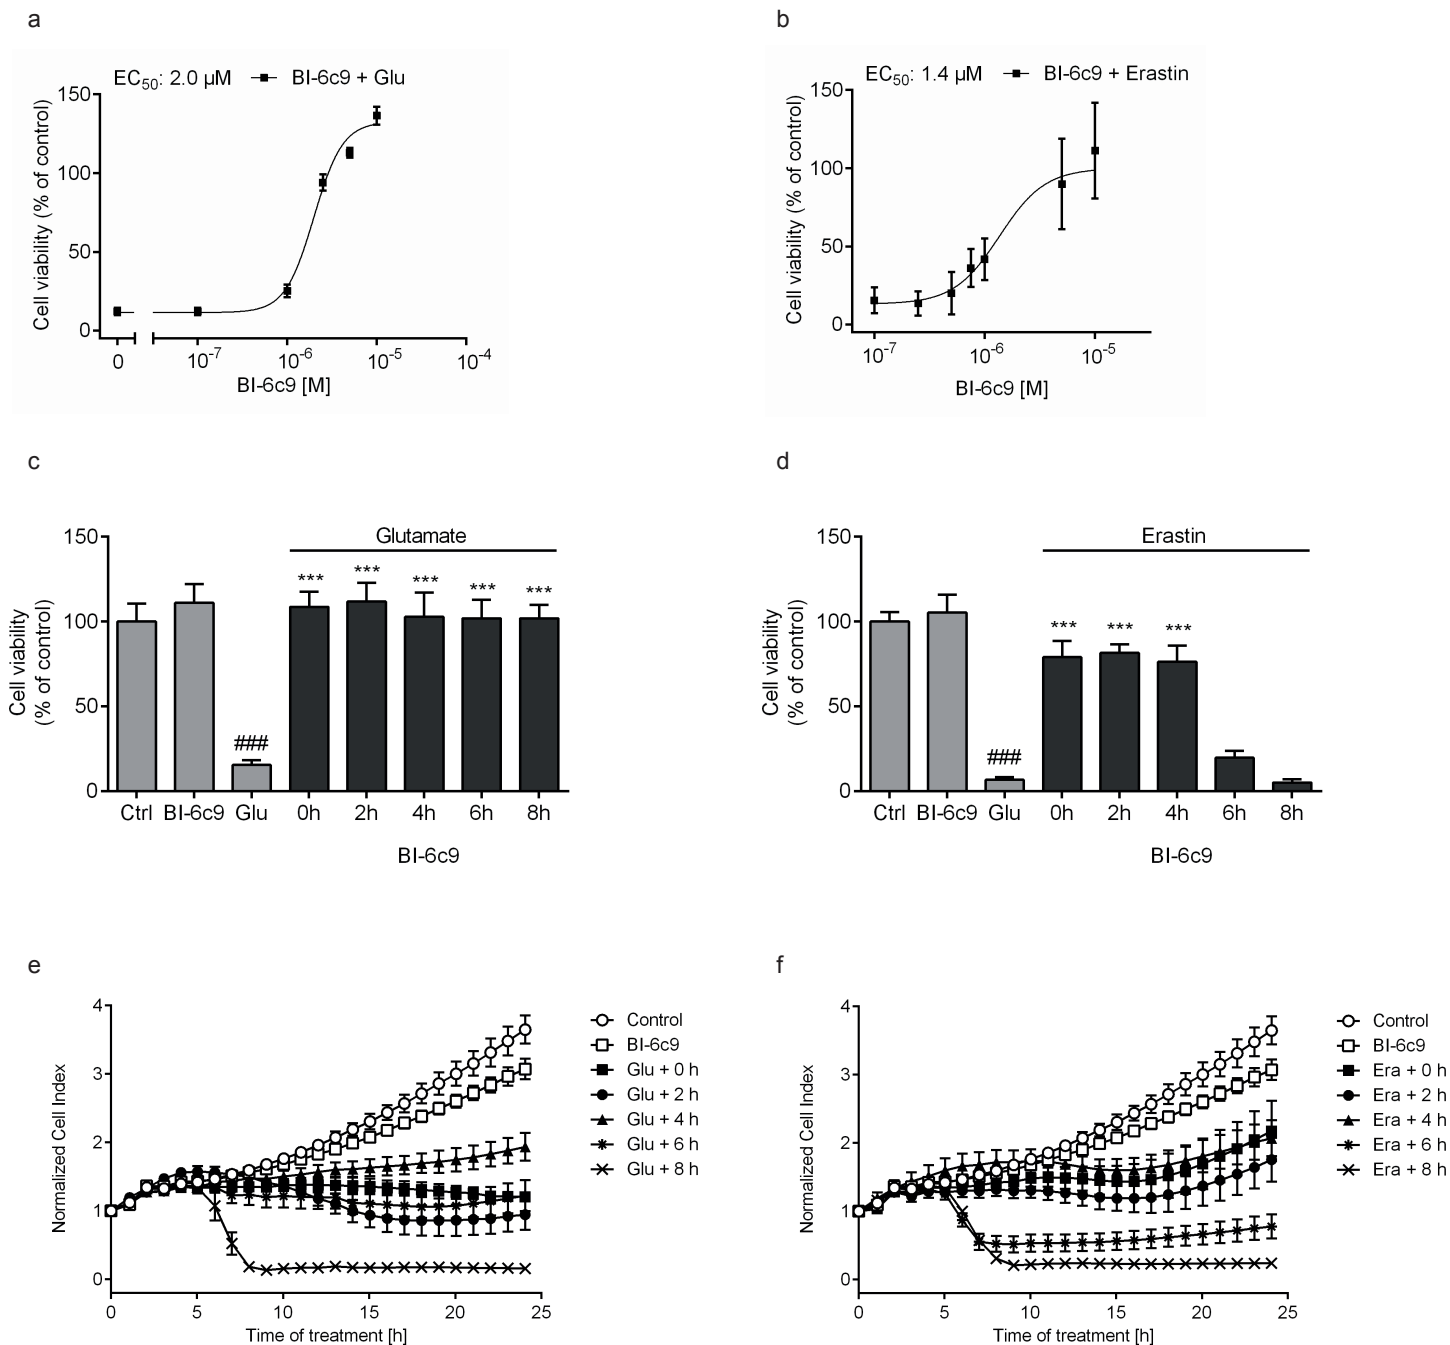 a
EC50: 2.0 µM BI-6c9 + Glu
150
100
50
0
Cell viability (% of control)
0 10-7 10-6 10-5 10-4
BI-6c9 [M]
b
EC50: 1.4 µM BI-6c9 + Erastin
150
100
50
0
Cell viability (% of control)
10-7 10-6 10-5
BI-6c9 [M]
c
Glutamate
150
100
50
0
Cell viability
(% of control)
###
*** *** *** *** ***
Ctrl BI-6c9 Glu 0h 2h 4h 6h 8h
BI-6c9
d
Erastin
150
100
50
0
Cell viability
(% of control)
###
*** *** ***
Ctrl BI-6c9 Glu 0h 2h 4h 6h 8h
BI-6c9
e
4
3
2
1
0
Normalized Cell Index
0 5 10 15 20 25
Time of treatment [h]
Control
BI-6c9
Glu + 0 h
Glu + 2 h
Glu + 4 h
Glu + 6 h
Glu + 8 h
f
4
3
2
1
0
Normalized Cell Index
0 5 10 15 20 25
Time of treatment [h]
Control
BI-6c9
Era + 0 h
Era + 2 h
Era + 4 h
Era + 6 h
Era + 8 h